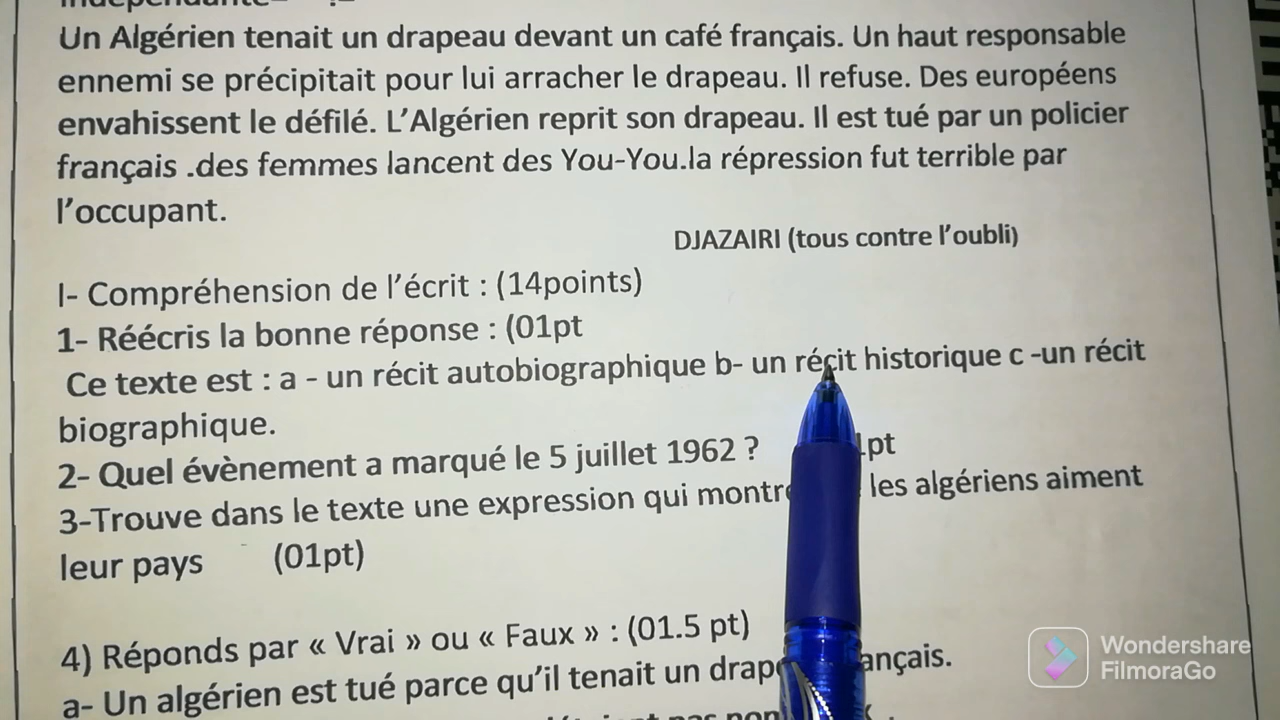 Un Algérien tenait un drapeau devant un café français. Un haut responsable
ennemi se précipitait pour lui arracher le drapeau. Il refuse. Des européens
envahissent le défilé. L’Algérien reprit son drapeau. Il est tué par un policier
français .des femmes lancent des You-You.la répression fut terrible par
l’occupant.
DJAZAIRI (tous contre l’oubli)
I- Compréhension de l’écrit : (14points)
1- Réécris la bonne réponse : (01pt
Ce texte est : a - un récit autobiographique b- un récit historique c -un récit
biographique.
2- Quel évènement a marqué le 5 juillet 1962 ? pt
3-Trouve dans le texte une expression qui les algériens aiment
leur pays (01pt)
4) Réponds par « Vrai » ou « Faux » : (01.5 pt)
a- Un algérien est tué parce qu’il tenait un
Wondershare
FilmoraGo